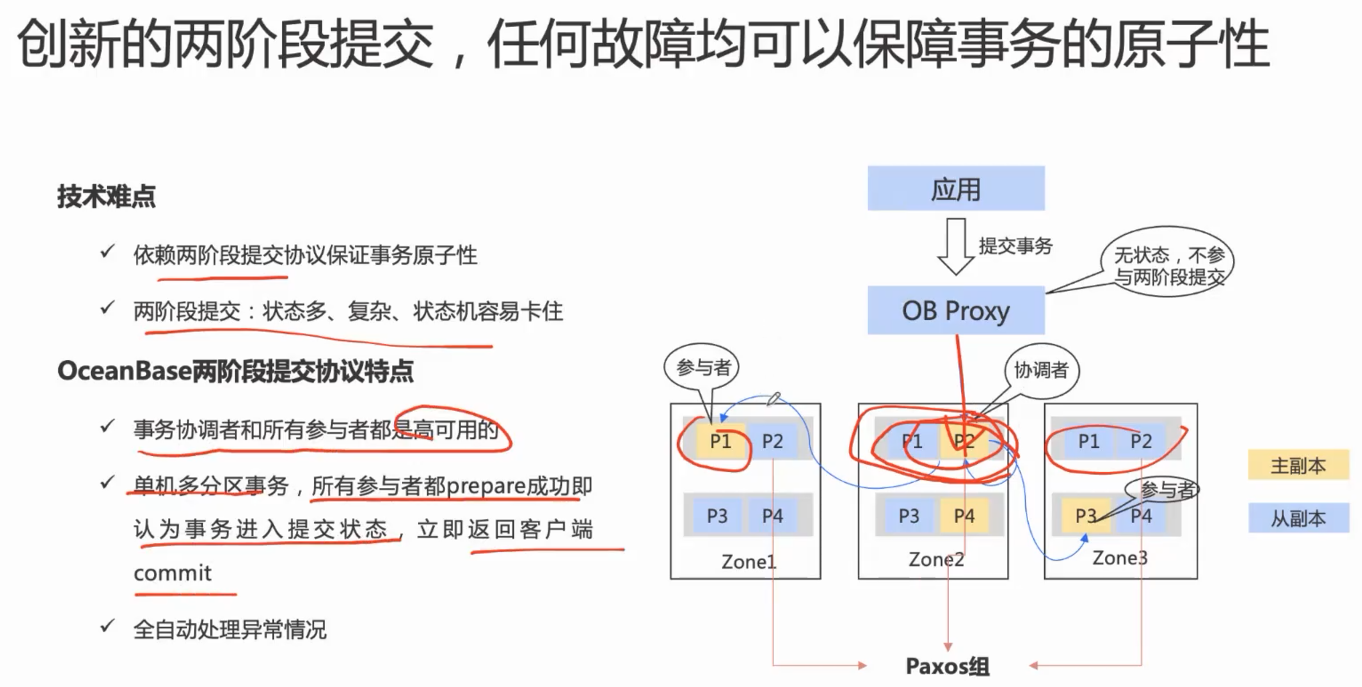 创新的两阶段提交，任何故障均可以保障事务的原子性
技术难点
✓ 依赖两阶段提交协议保证事务原子性
✓ 两阶段提交：状态多、复杂、状态机容易卡住
OceanBase两阶段提交协议特点
✓ 事务协调者和所有参与者都是高可用的
✓ 单机多分区事务，所有参与者都prepare成功即
认为事务进入提交状态，立即返回客户端
commit
✓ 全自动处理异常情况
应用
提交事务
无状态，不参
与两阶段提交
OB Proxy
参与者
协调者
P1 P2
P3 P4
Zone1
P1 P2
P3 P4
Zone2
P1 P2
参与者
P3 P4
Zone3
主副本
从副本
Paxos组